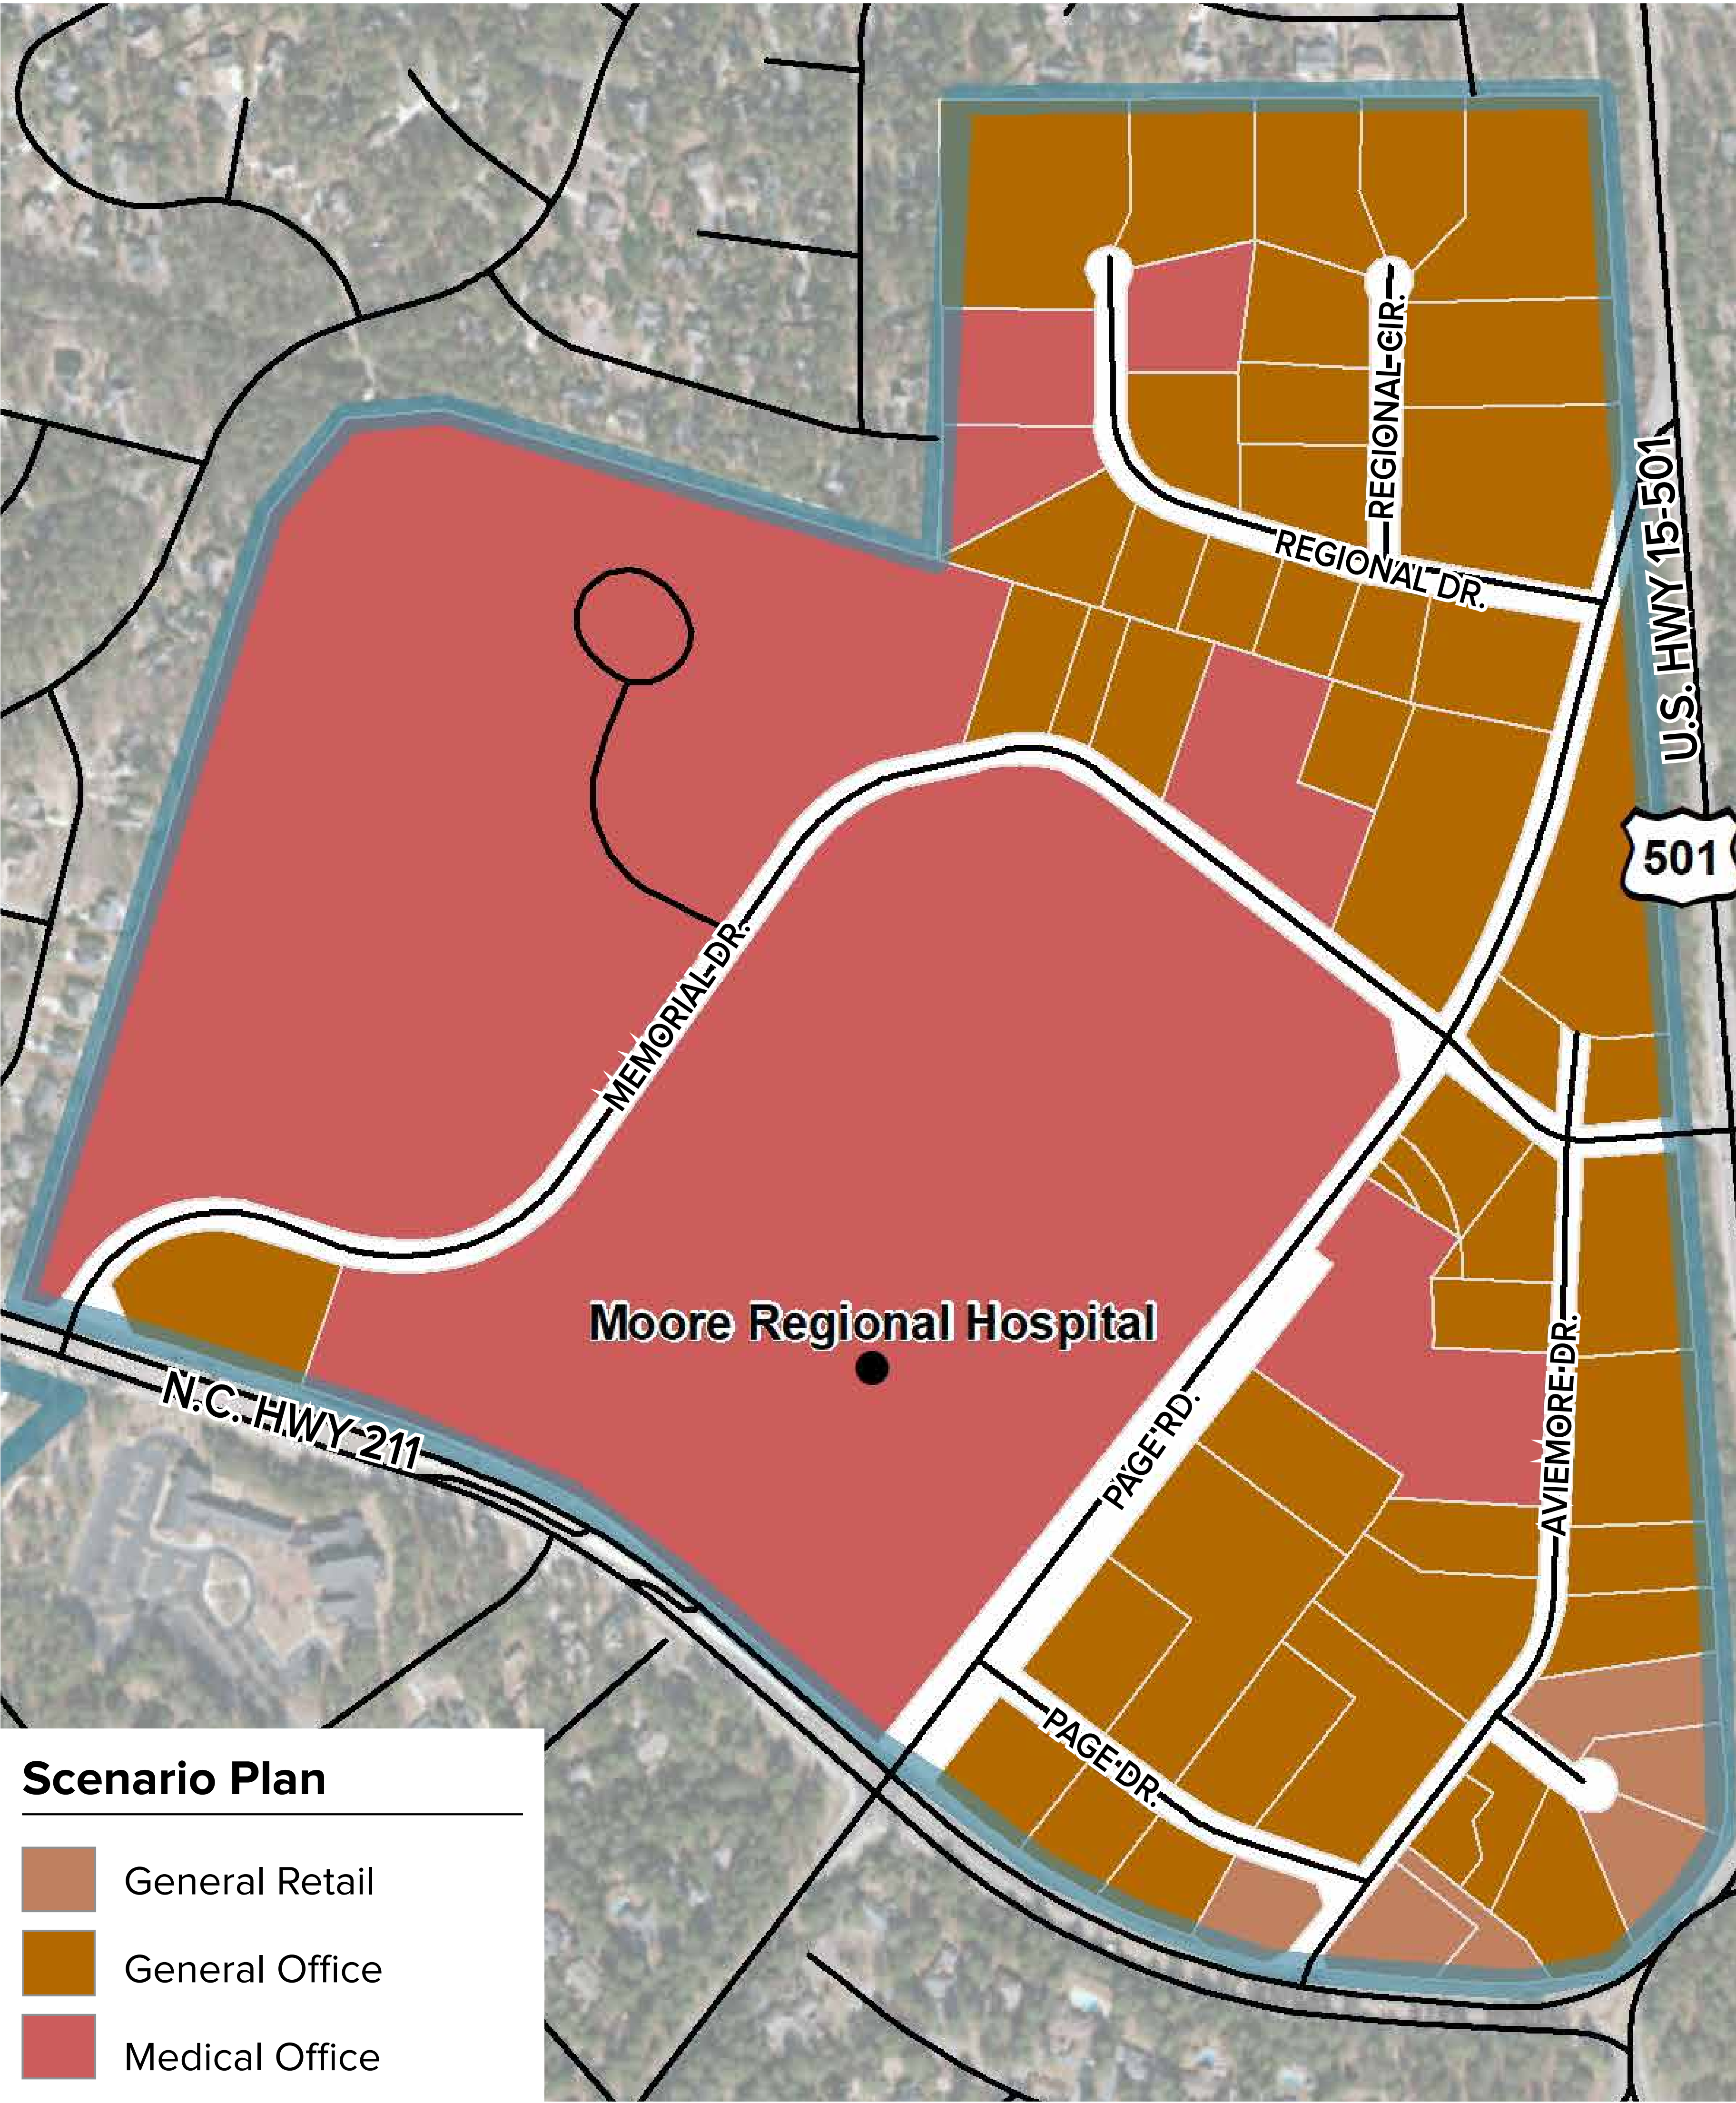 REGIONAL CIR.
REGIONAL DR.
U.S. HWY 15-501
501
MEMORIAL DR.
Moore Regional Hospital
N.C. HWY 211
PAGE RD.
AVIEMORE DR.
PAGE DR.
Scenario Plan
General Retail
General Office
Medical Office